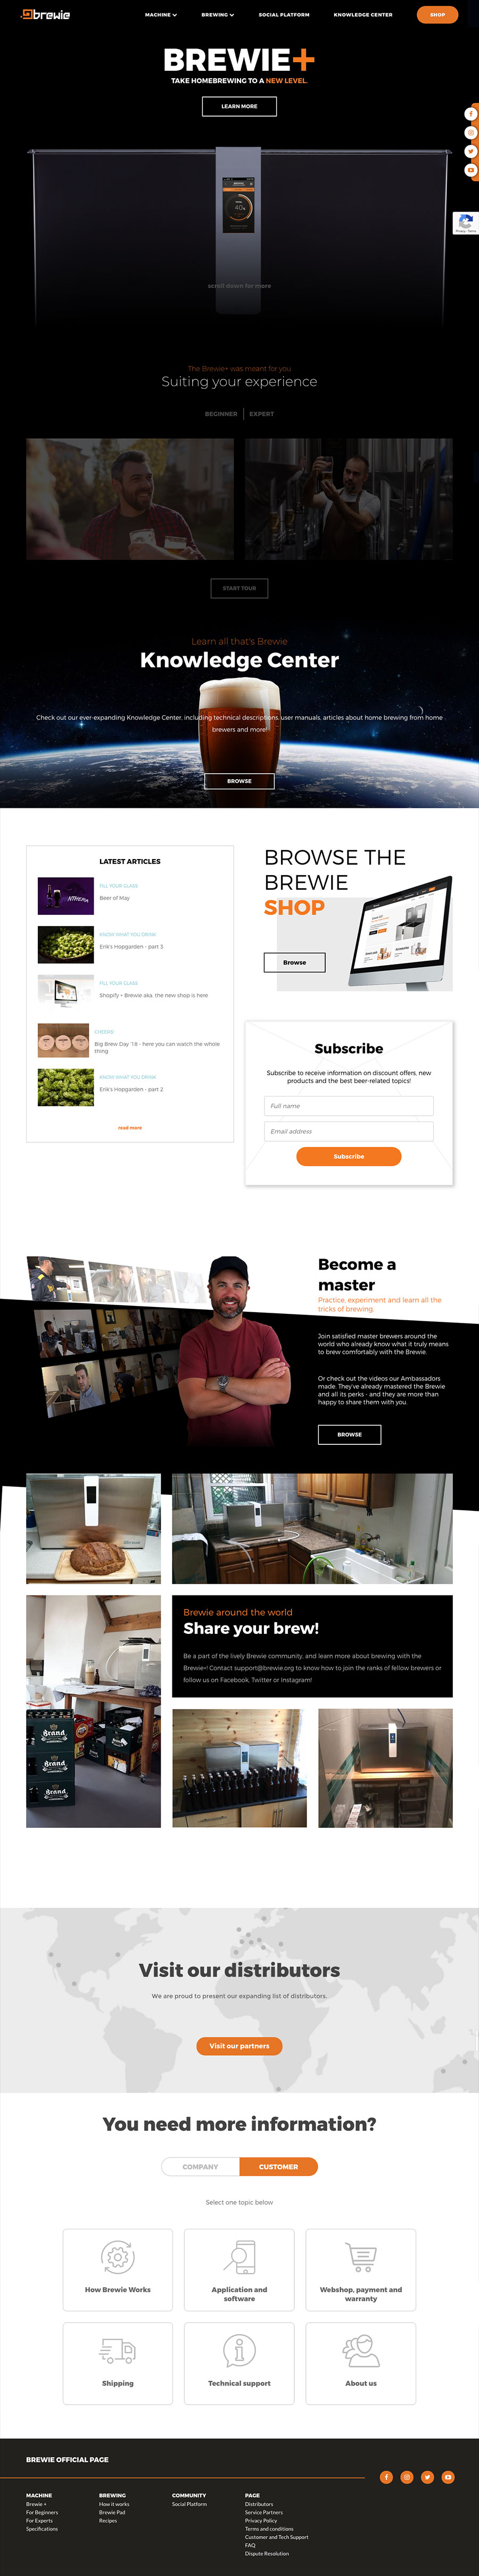 brewie
MACHINE BREWING SOCIAL PLATFORM KNOWLEDGE CENTER SHOP
BREWIE+
TAKE HOMEBREWING TO A NEW LEVEL.
LEARN MORE
Privacy - Terms
scroll down for more
The Brewie+ was meant for you
Suiting your experience
BEGINNER EXPERT
START TOUR
Learn all that's Brewie
Knowledge Center
Check out our ever-expanding Knowledge Center, including technical descriptions, user manuals, articles about home brewing from home
brewers and more!
BROWSE
LATEST ARTICLES
FILL YOUR GLASS
Beer of May
KNOW WHAT YOU DRINK
Erik's Hopgarden - part 3
FILL YOUR GLASS
Shopify + Brewie aka. the new shop is here
CHEERS!
Big Brew Day '18 - here you can watch the whole
thing
KNOW WHAT YOU DRINK
Erik's Hopgarden - part 2
read more
BROWSE THE
BREWIE
SHOP
Browse
Subscribe
Subscribe to receive information on discount offers, new
products and the best beer-related topics!
Full name
Email address
Subscribe
Become a
master
Practice, experiment and learn all the
tricks of brewing.
Join satisfied master brewers around the
world who already know what it truly means
to brew comfortably with the Brewie.
Or check out the videos our Ambassadors
made. They've already mastered the Brewie
and all its perks - and they are more than
happy to share them with you.
BROWSE
Brewie around the world
Share your brew!
Be a part of the lively Brewie community, and learn more about brewing with the
Brewie+! Contact support@brewie.org to know how to join the ranks of fellow brewers or
follow us on Facebook, Twitter or Instagram!
Brand
Brand
Brand
Visit our distributors
We are proud to present our expanding list of distributors.
Visit our partners
You need more information?
COMPANY CUSTOMER
Select one topic below
How Brewie Works
Application and
software
Webshop, payment and
warranty
Shipping
Technical support
About us
BREWIE OFFICIAL PAGE
MACHINE
Brewie +
For Beginners
For Experts
Specifications
BREWING
How it works
Brewie Pad
Recipes
COMMUNITY
Social Platform
PAGE
Distributors
Service Partners
Privacy Policy
Terms and conditions
Customer and Tech Support
FAQ
Dispute Resolution